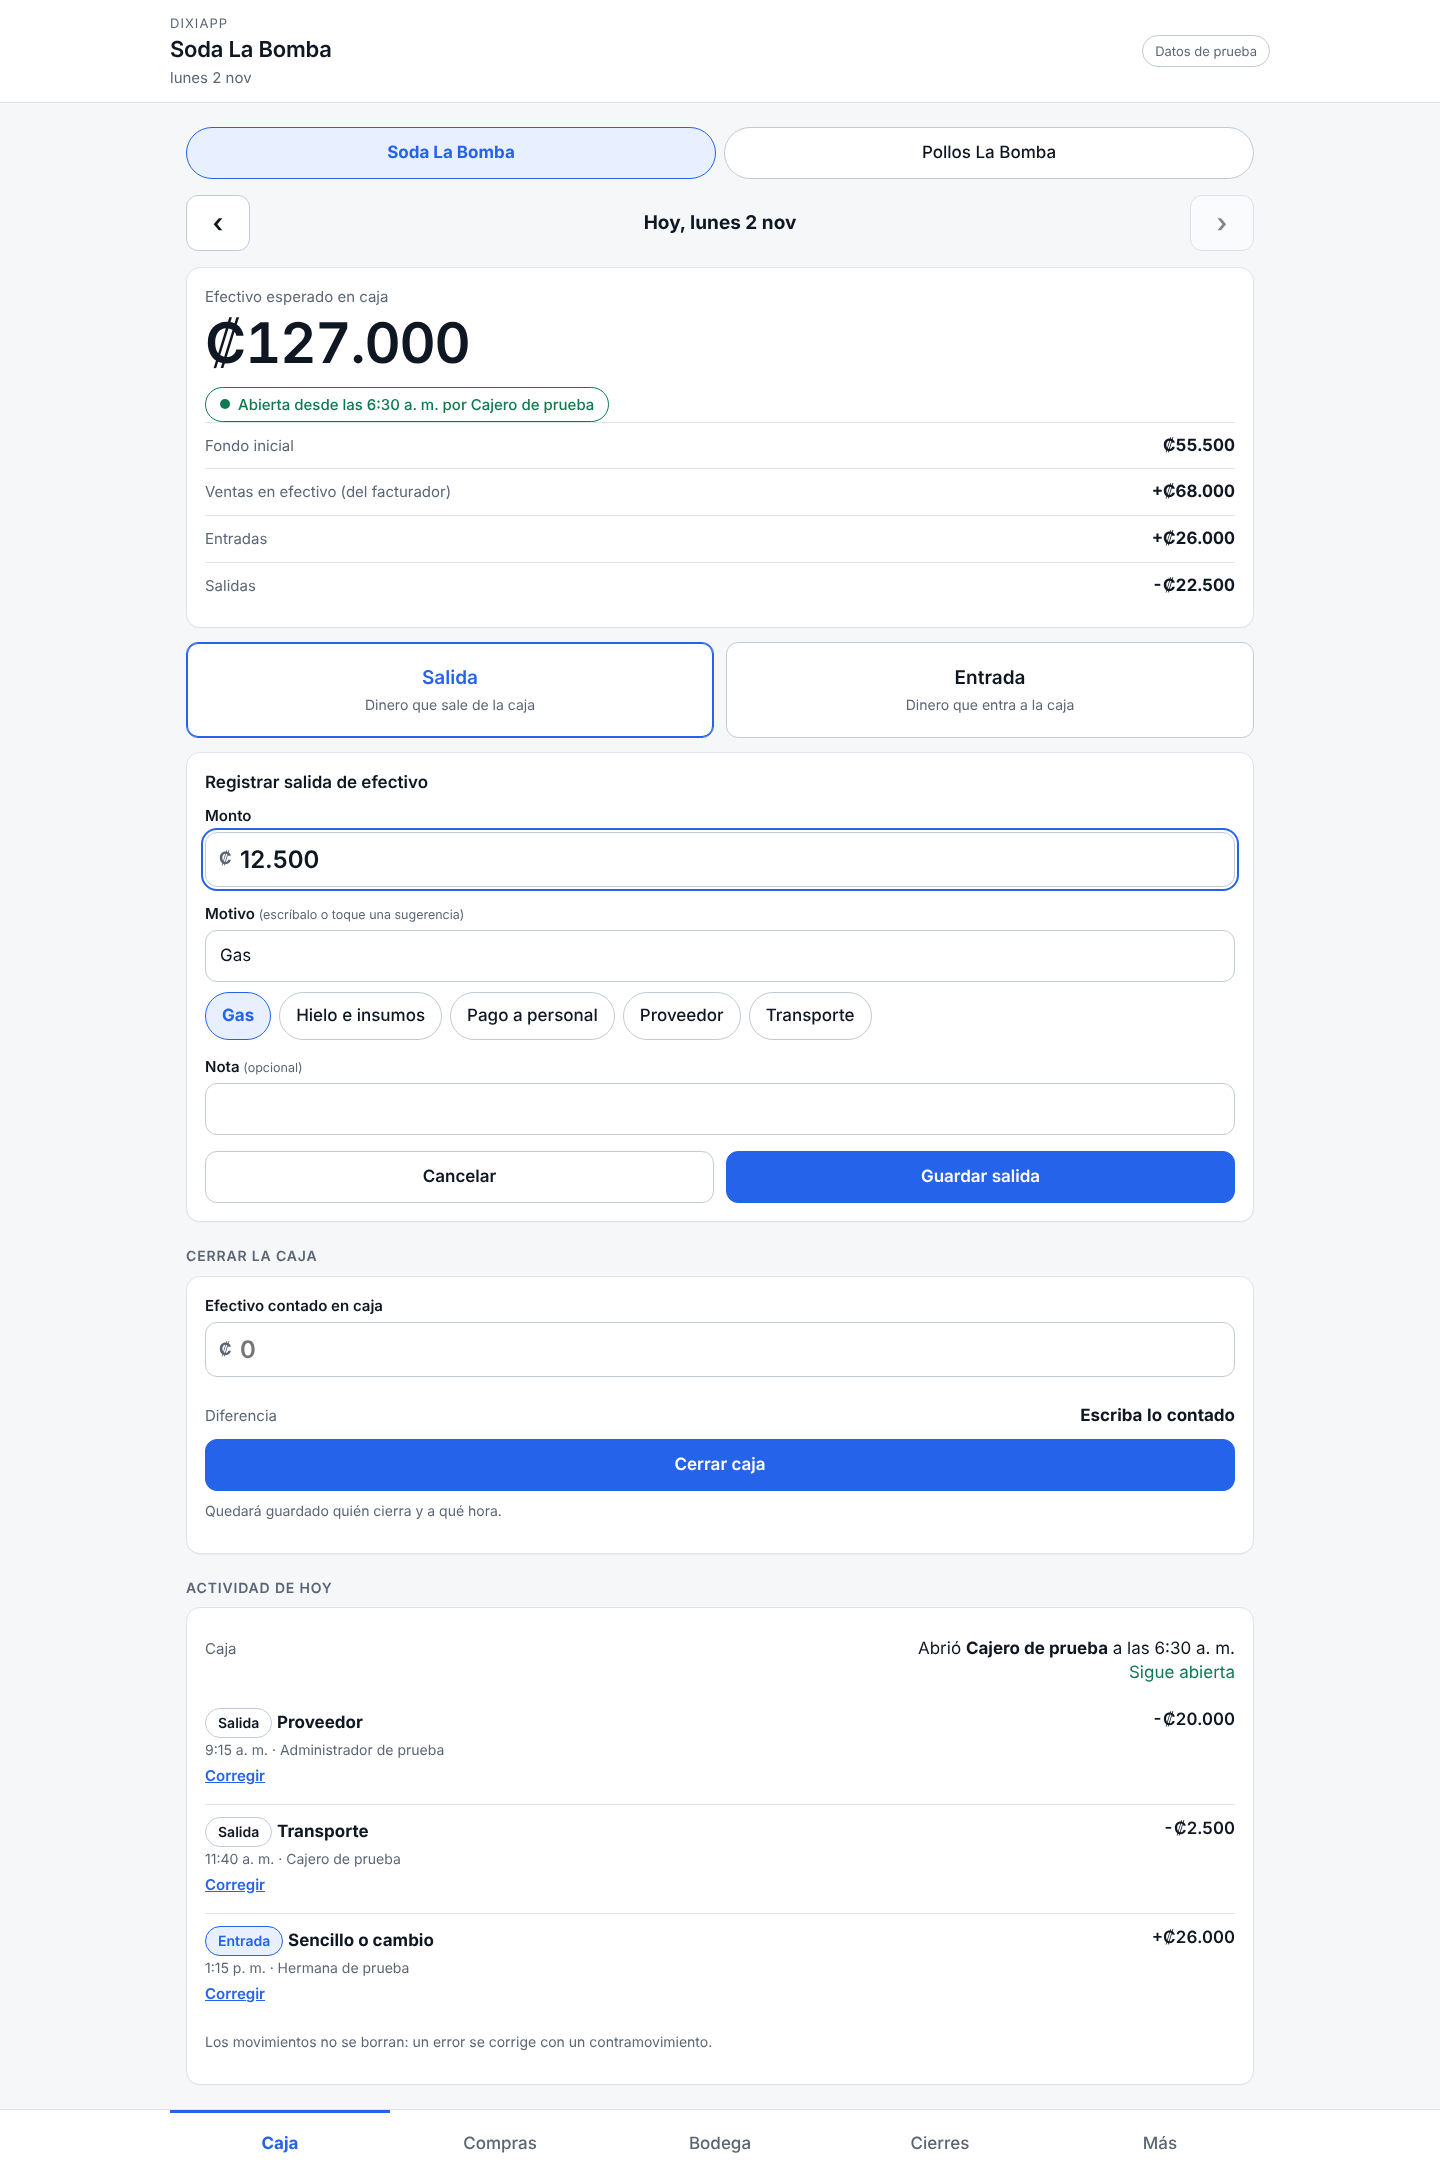 DIXIAPP
Soda La Bomba
lunes 2 nov
Datos de prueba
Soda La Bomba
Pollos La Bomba
‹
Hoy, lunes 2 nov
›
Efectivo esperado en caja
₡127.000
Abierta desde las 6:30 a. m. por Cajero de prueba
Fondo inicial ₡55.500
Ventas en efectivo (del facturador) +₡68.000
Entradas +₡26.000
Salidas -₡22.500
Salida
Dinero que sale de la caja
Entrada
Dinero que entra a la caja
Registrar salida de efectivo
Monto
₡ 12.500
Motivo (escríbalo o toque una sugerencia)
Gas
Gas Hielo e insumos Pago a personal Proveedor Transporte
Nota (opcional)
Cancelar Guardar salida
CERRAR LA CAJA
Efectivo contado en caja
₡ 0
Diferencia Escriba lo contado
Cerrar caja
Quedará guardado quién cierra y a qué hora.
ACTIVIDAD DE HOY
Caja Abrió Cajero de prueba a las 6:30 a. m.
Sigue abierta
Salida Proveedor -₡20.000
9:15 a. m. · Administrador de prueba
Corregir
Salida Transporte -₡2.500
11:40 a. m. · Cajero de prueba
Corregir
Entrada Sencillo o cambio +₡26.000
1:15 p. m. · Hermana de prueba
Corregir
Los movimientos no se borran: un error se corrige con un contramovimiento.
Caja Compras Bodega Cierres Más